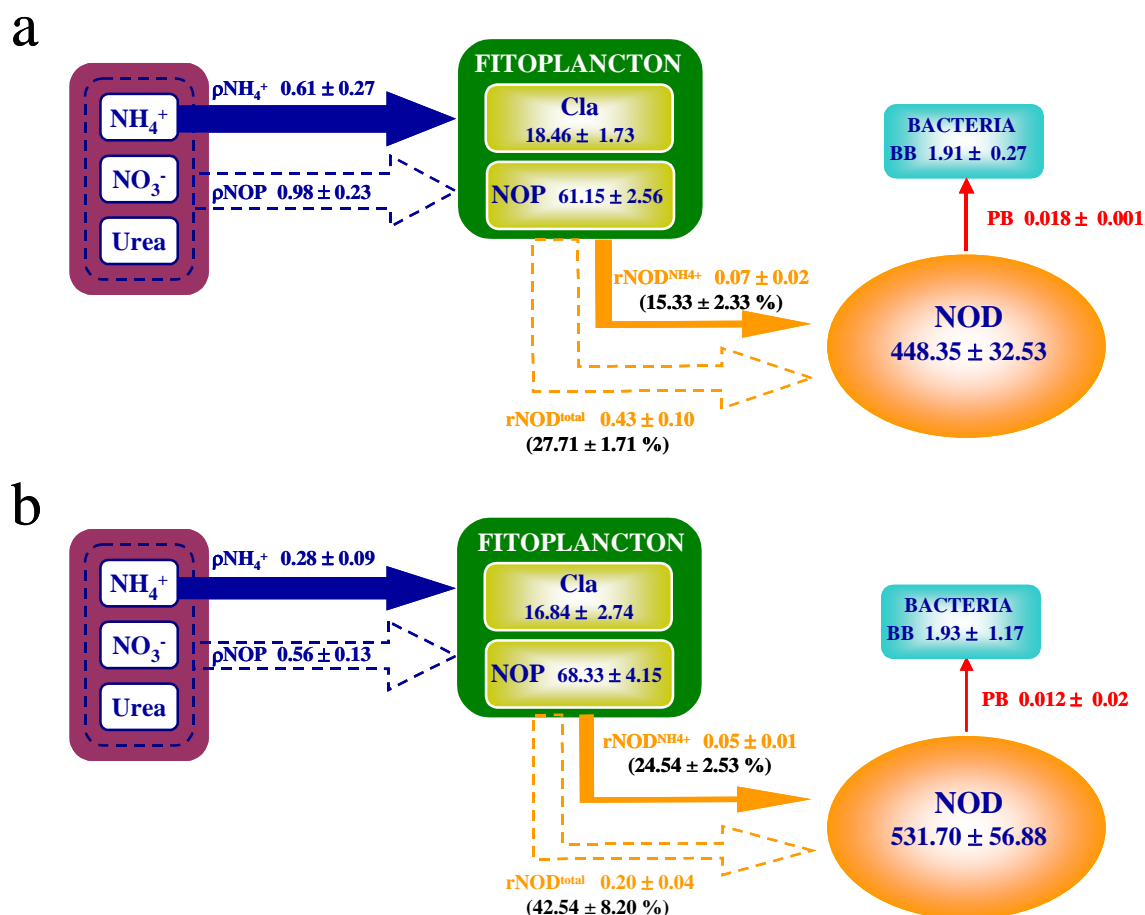 a
NH₄⁺
NO₃⁻
Urea
ρNH₄⁺ 0.61 ± 0.27
ρNOP 0.98 ± 0.23
FITOPLANCTON
Cla
18.46 ± 1.73
NOP 61.15 ± 2.56
rNODᴺᴴ⁴⁺ 0.07 ± 0.02
(15.33 ± 2.33 %)
rNODᵗᵒᵗᵃˡ 0.43 ± 0.10
(27.71 ± 1.71 %)
BACTERIA
BB 1.91 ± 0.27
PB 0.018 ± 0.001
NOD
448.35 ± 32.53
b
NH₄⁺
NO₃⁻
Urea
ρNH₄⁺ 0.28 ± 0.09
ρNOP 0.56 ± 0.13
FITOPLANCTON
Cla
16.84 ± 2.74
NOP 68.33 ± 4.15
rNODᴺᴴ⁴⁺ 0.05 ± 0.01
(24.54 ± 2.53 %)
rNODᵗᵒᵗᵃˡ 0.20 ± 0.04
(42.54 ± 8.20 %)
BACTERIA
BB 1.93 ± 1.17
PB 0.012 ± 0.02
NOD
531.70 ± 56.88